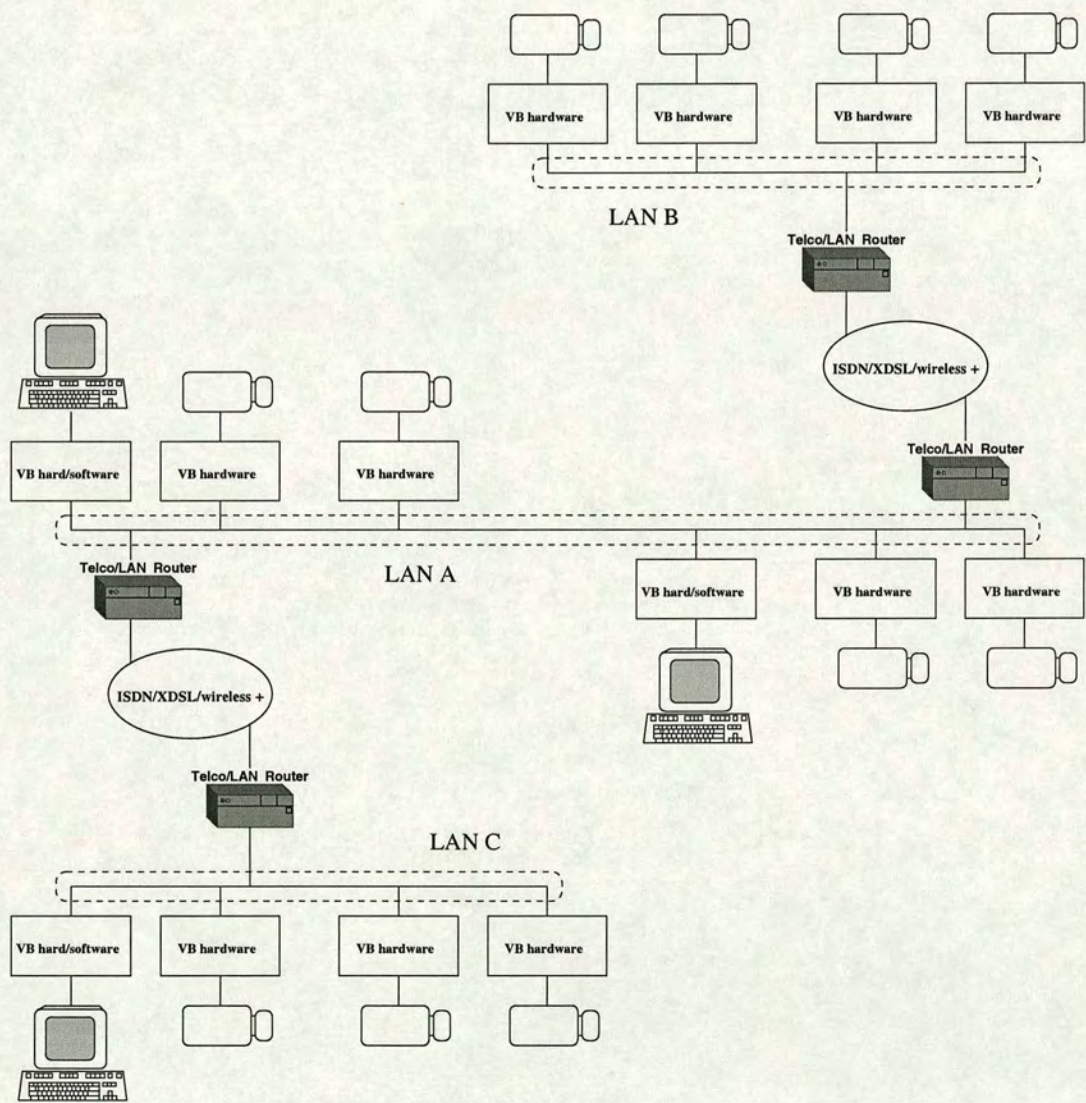 VB hardware VB hardware VB hardware VB hardware
LAN B
Telco/LAN Router
ISDN/XDSL/wireless +
Telco/LAN Router
VB hard/software VB hardware VB hardware
LAN A
Telco/LAN Router
VB hard/software VB hardware VB hardware
ISDN/XDSL/wireless +
Telco/LAN Router
LAN C
VB hard/software VB hardware VB hardware VB hardware